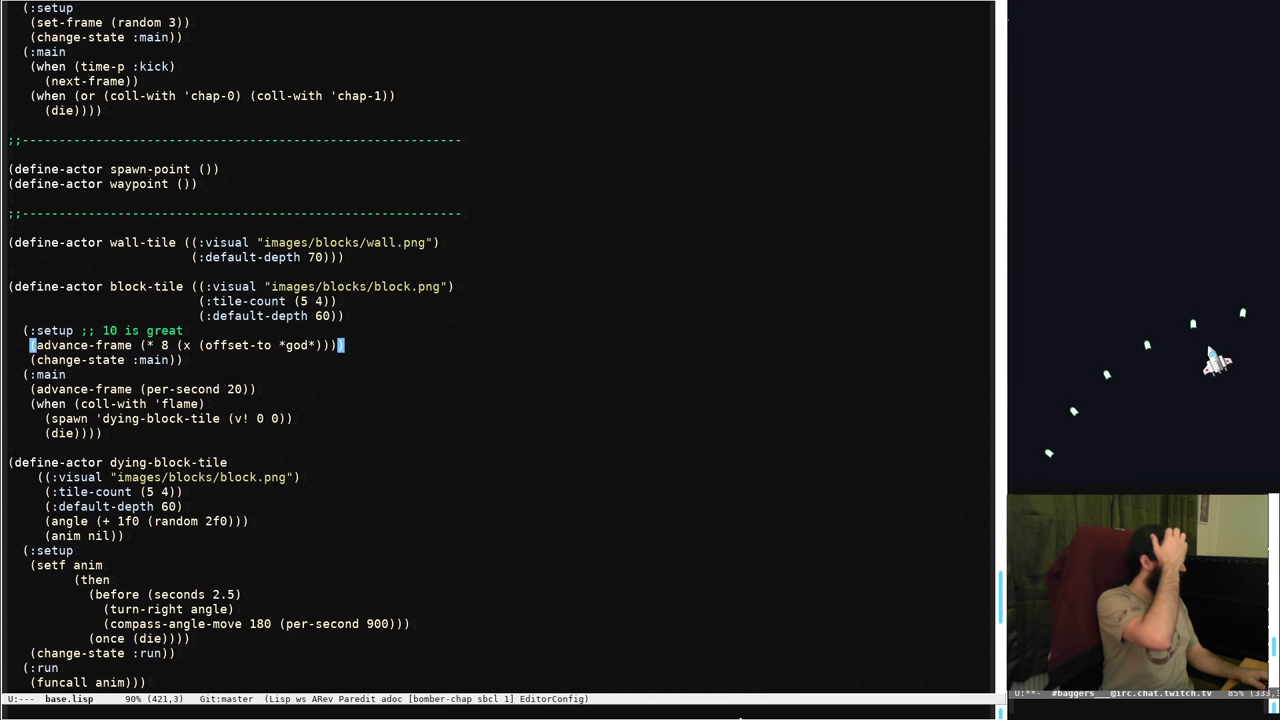 (:setup
(set-frame (random 3))
(change-state :main))
(:main
(when (time-p :kick)
(next-frame))
(when (or (coll-with 'chap-0) (coll-with 'chap-1))
(die))))
;;------------------------------------------------------------
(define-actor spawn-point ())
(define-actor waypoint ())
;;------------------------------------------------------------
(define-actor wall-tile ((:visual "images/blocks/wall.png")
(:default-depth 70)))
(define-actor block-tile ((:visual "images/blocks/block.png")
(:tile-count (5 4))
(:default-depth 60))
(:setup ;; 10 is great
(advance-frame (* 8 (x (offset-to *god*))))
(change-state :main))
(:main
(advance-frame (per-second 20))
(when (coll-with 'flame)
(spawn 'dying-block-tile (v! 0 0))
(die))))
(define-actor dying-block-tile
((:visual "images/blocks/block.png")
(:tile-count (5 4))
(:default-depth 60)
(angle (+ 1f0 (random 2f0)))
(anim nil))
(:setup
(setf anim
(then
(before (seconds 2.5)
(turn-right angle)
(compass-angle-move 180 (per-second 900)))
(once (die))))
(change-state :run))
(:run
(funcall anim)))
U:--- base.lisp 90% (421,3) Git:master (Lisp ws ARev Paredit adoc [bomber-chap sbcl 1] EditorConfig)
U:**- #baggers___@irc.chat.twitch.tv 85% (333,